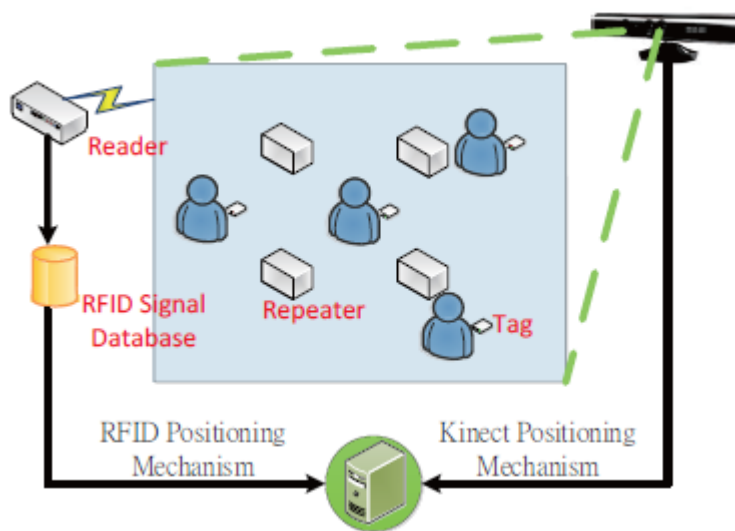 Reader
RFID Signal
Database
Repeater
Tag
RFID Positioning
Mechanism
Kinect Positioning
Mechanism